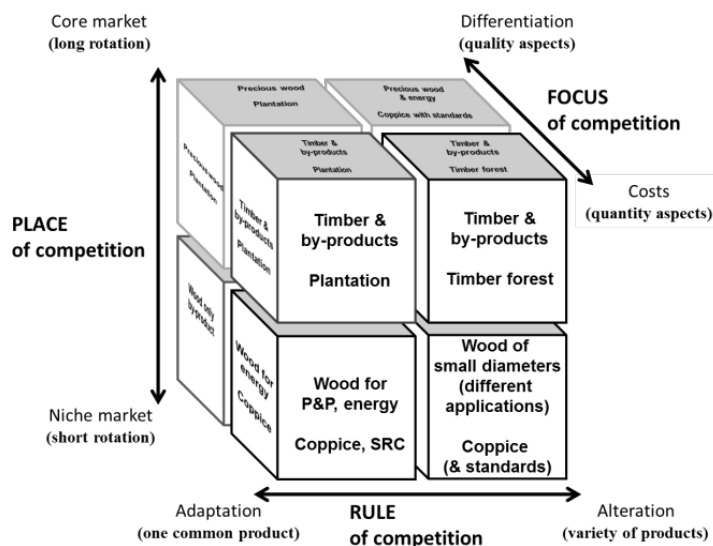 Core market
(long rotation)
Differentiation
(quality aspects)
FOCUS
of competition
Costs
(quantity aspects)
PLACE
of competition
Niche market
(short rotation)
Adaptation
(one common product)
RULE
of competition
Alteration
(variety of products)
Precious wood
Plantation
Precious wood
& energy
Coppice with standards
Timber &
by-products
Plantation
Timber &
by-products
Timber forest
Precious wood
Plantation
Timber &
by-products
Plantation
Timber &
by-products
Plantation
Timber &
by-products
Timber forest
Wood only
by-product
Wood for
energy
Coppice
Wood for
P&P, energy
Coppice, SRC
Wood of
small diameters
(different
applications)
Coppice
(& standards)